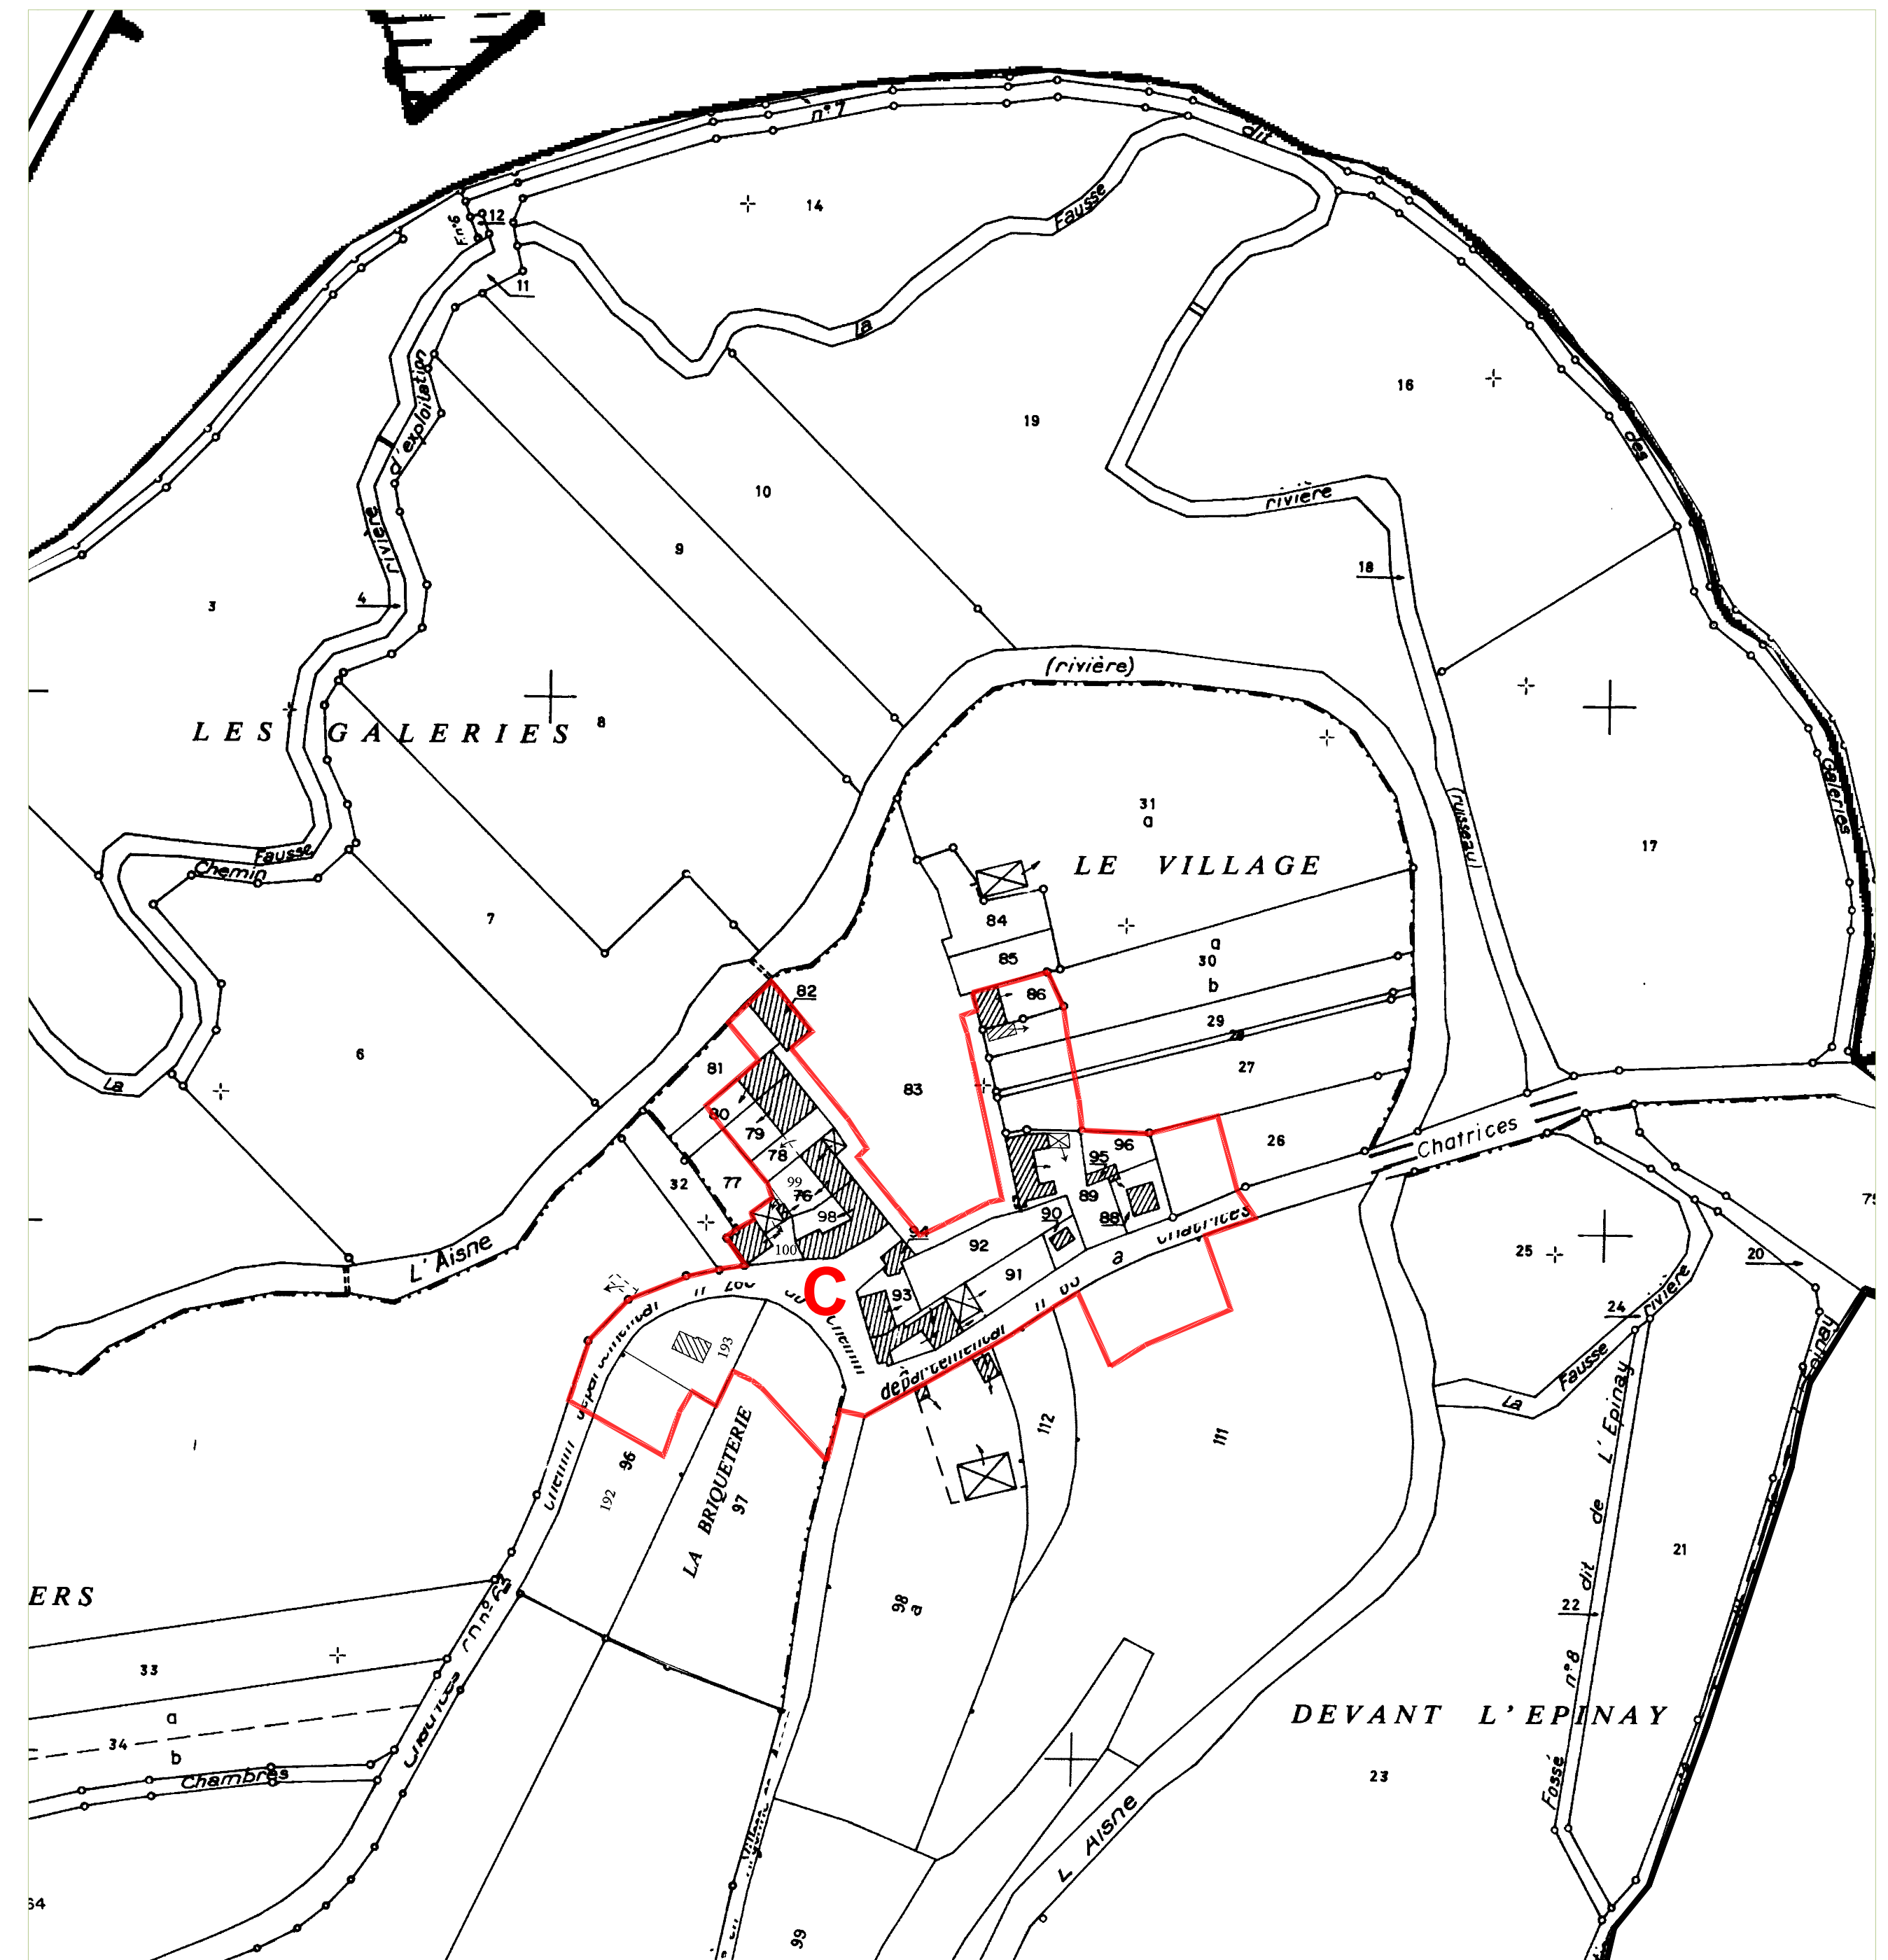 n° 7
dit
14
Fausse
La
F.n°6
12
11
d'exploitation
rivière
16
19
des
10
9
rivière
18
3
4
(rivière)
LES GALERIES
8
Galeries
31
a
(ruisseau)
17
LE VILLAGE
Fausse
Chemin
7
84
85
a
30
b
82
86
29
28
6
La
81
83
27
80
79
78
96
26
Chatrices
95
32
77
99
76
89
98
90
88
94
92
100
Chatrices
a
25
20
L'Aisne
91
C
93
24
rivière
départemental
193
Fausse
La
L'Epinay
112
111
LA BRIQUETERIE
96
192
97
de
21
ERS
98
a
dit
22
33
n°8
a
34
b
Chambres
DEVANT L'EPINAY
23
Fossé
L'Aisne
64
99